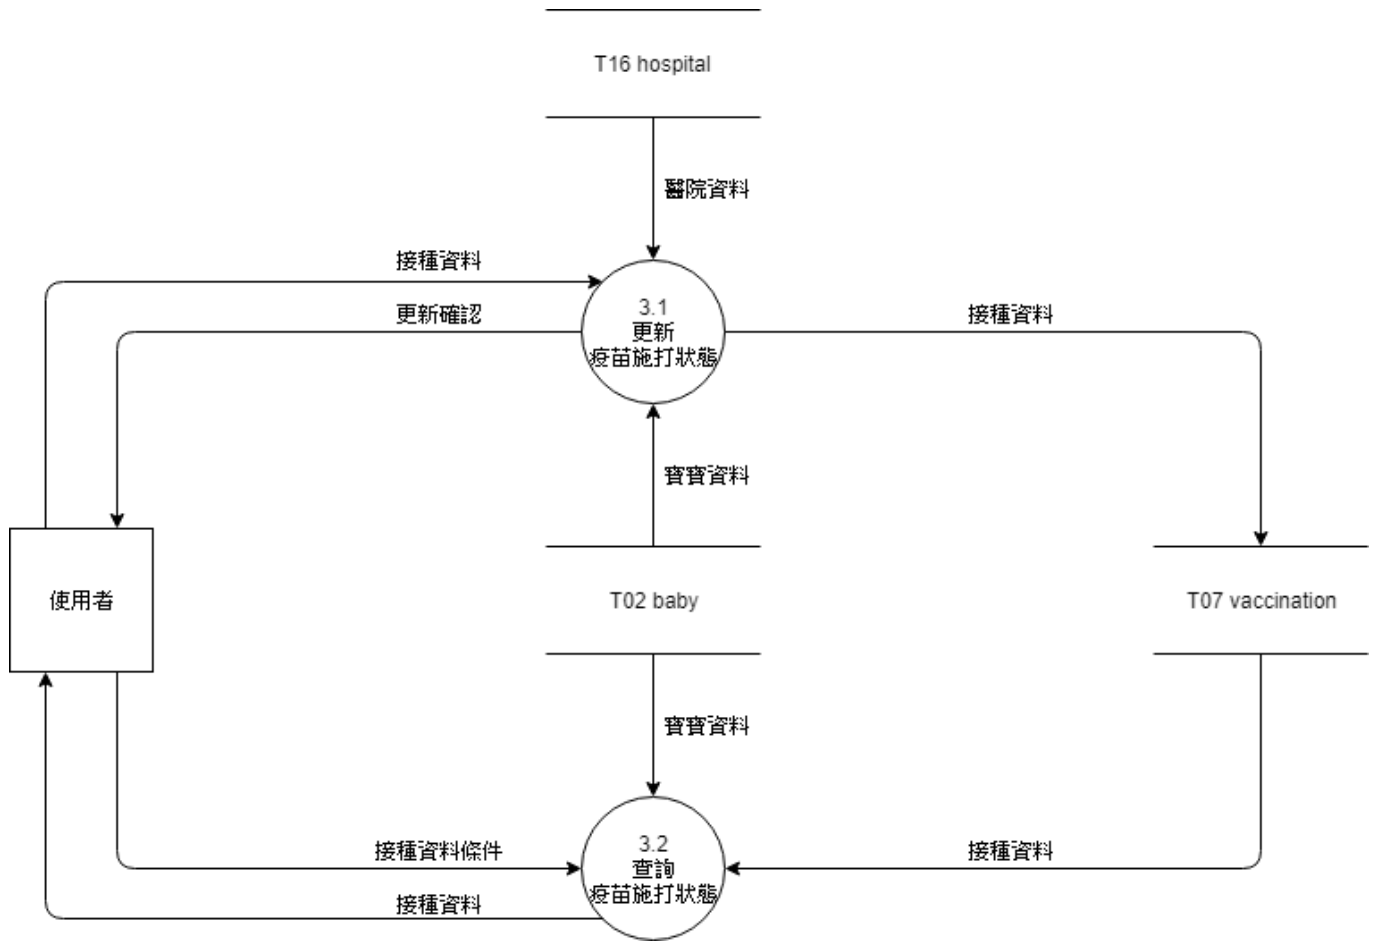 T16 hospital
醫院資料
接種資料
更新確認
3.1
更新
疫苗施打狀態
接種資料
寶寶資料
使用者
T02 baby
T07 vaccination
寶寶資料
接種資料條件
3.2
查詢
疫苗施打狀態
接種資料
接種資料